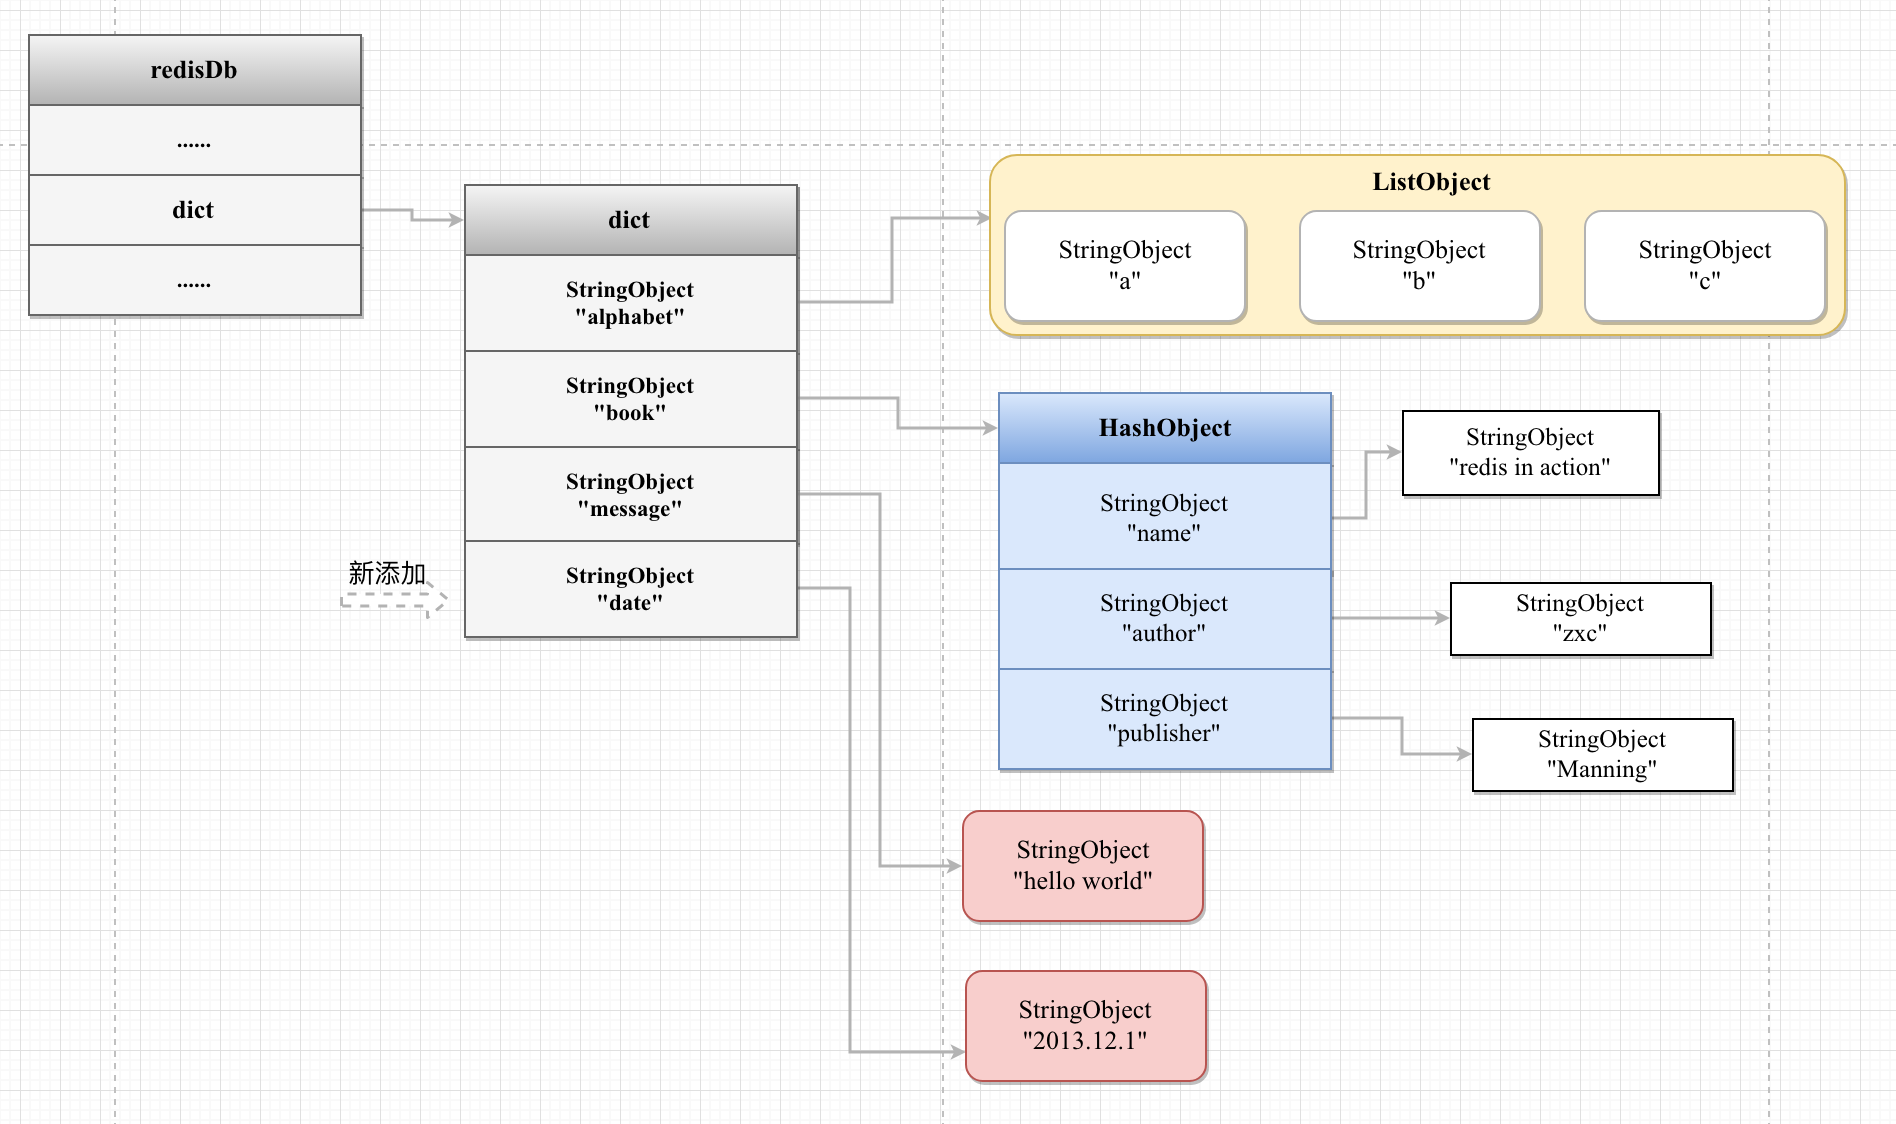 redisDb
......
dict
......
dict
StringObject
"alphabet"
StringObject
"book"
StringObject
"message"
新添加
StringObject
"date"
ListObject
StringObject
"a"
StringObject
"b"
StringObject
"c"
HashObject
StringObject
"name"
StringObject
"author"
StringObject
"publisher"
StringObject
"redis in action"
StringObject
"zxc"
StringObject
"Manning"
StringObject
"hello world"
StringObject
"2013.12.1"